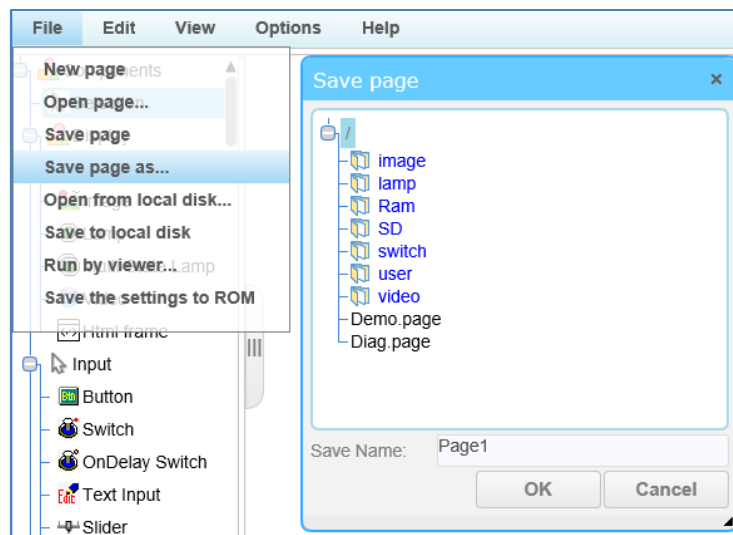 File Edit View Options Help
New page
Open page...
Save page
Save page as...
Open from local disk...
Save to local disk
Run by viewer...
Save the settings to ROM
Html frame
Input
Button
Switch
OnDelay Switch
Text Input
Slider
Save page
/
image
lamp
Ram
SD
switch
user
video
Demo.page
Diag.page
Save Name: Page1
OK Cancel